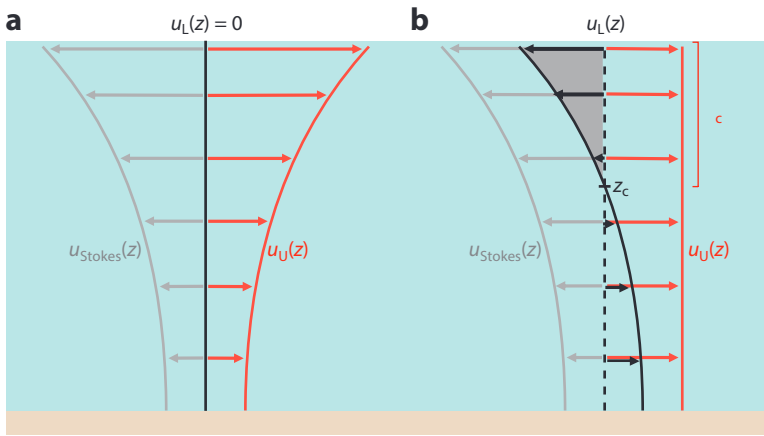 a
u_L(z) = 0
u_Stokes(z)
u_U(z)
b
u_L(z)
c
z_c
u_Stokes(z)
u_U(z)